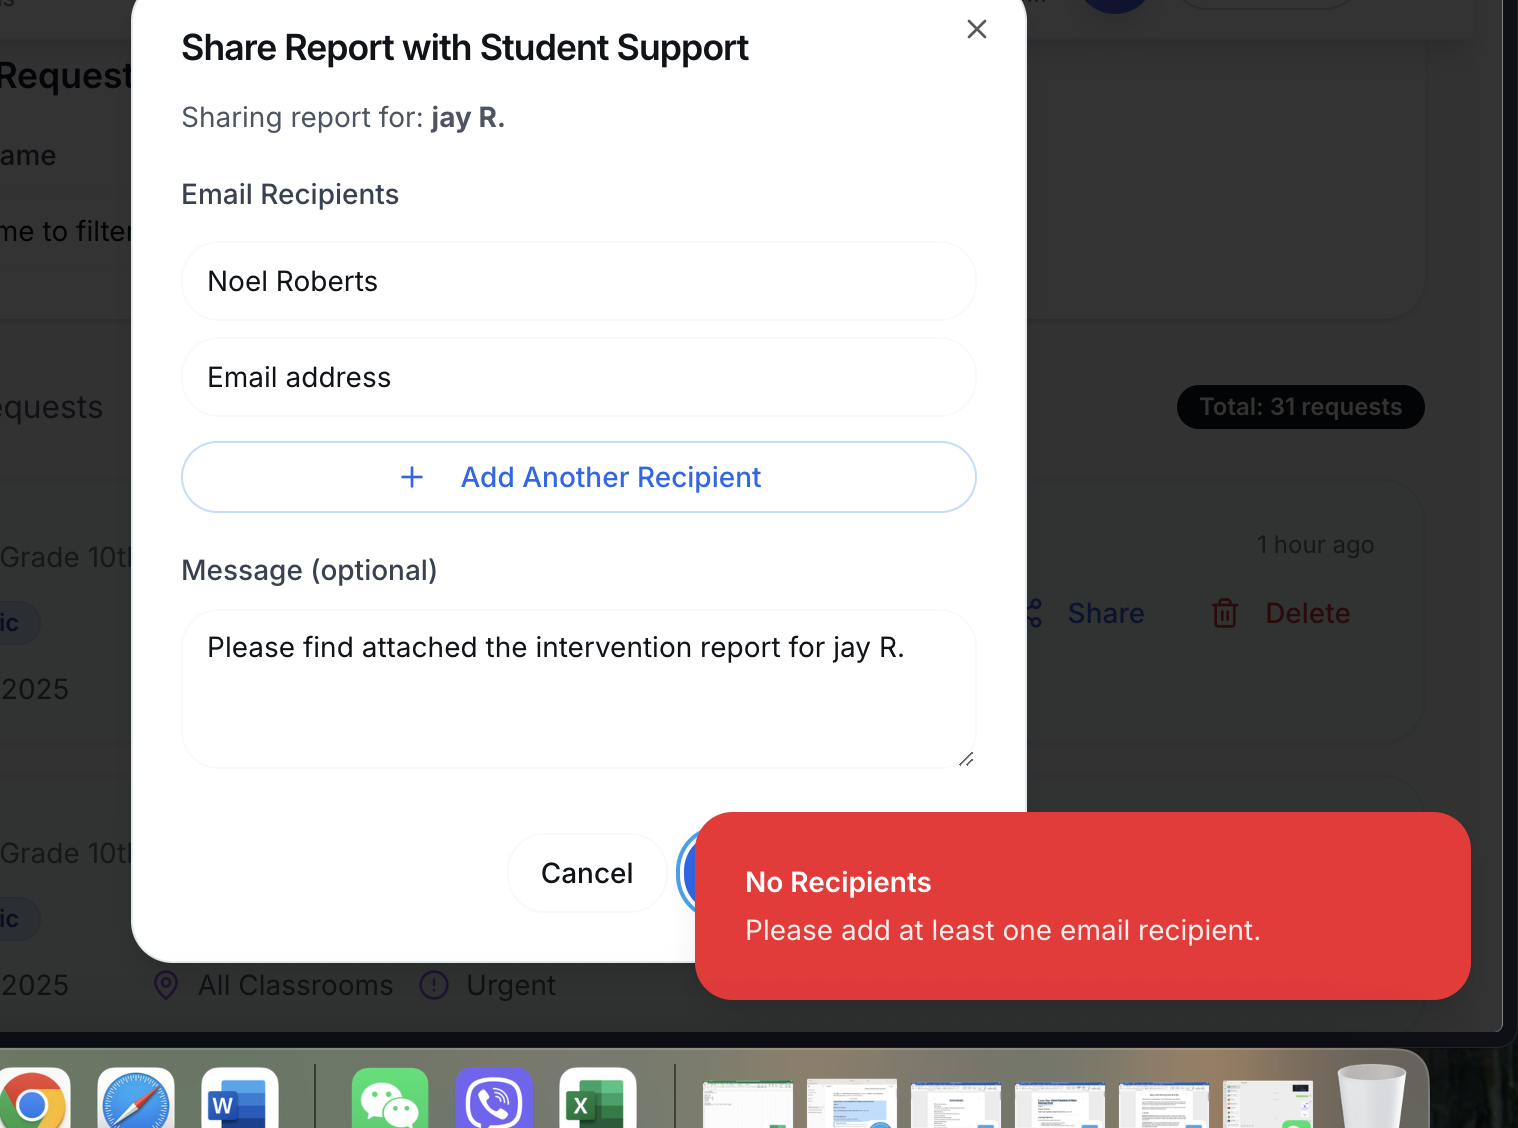 Share Report with Student Support
Request
Sharing report for: jay R.
ame
Email Recipients
me to filter
Noel Roberts
Email address
equests
Total: 31 requests
Add Another Recipient
Grade 10th
1 hour ago
Message (optional)
ic
Share
Delete
Please find attached the intervention report for jay R.
2025
Grade 10th
Cancel
No Recipients
ic
Please add at least one email recipient.
2025
All Classrooms
Urgent
W
X